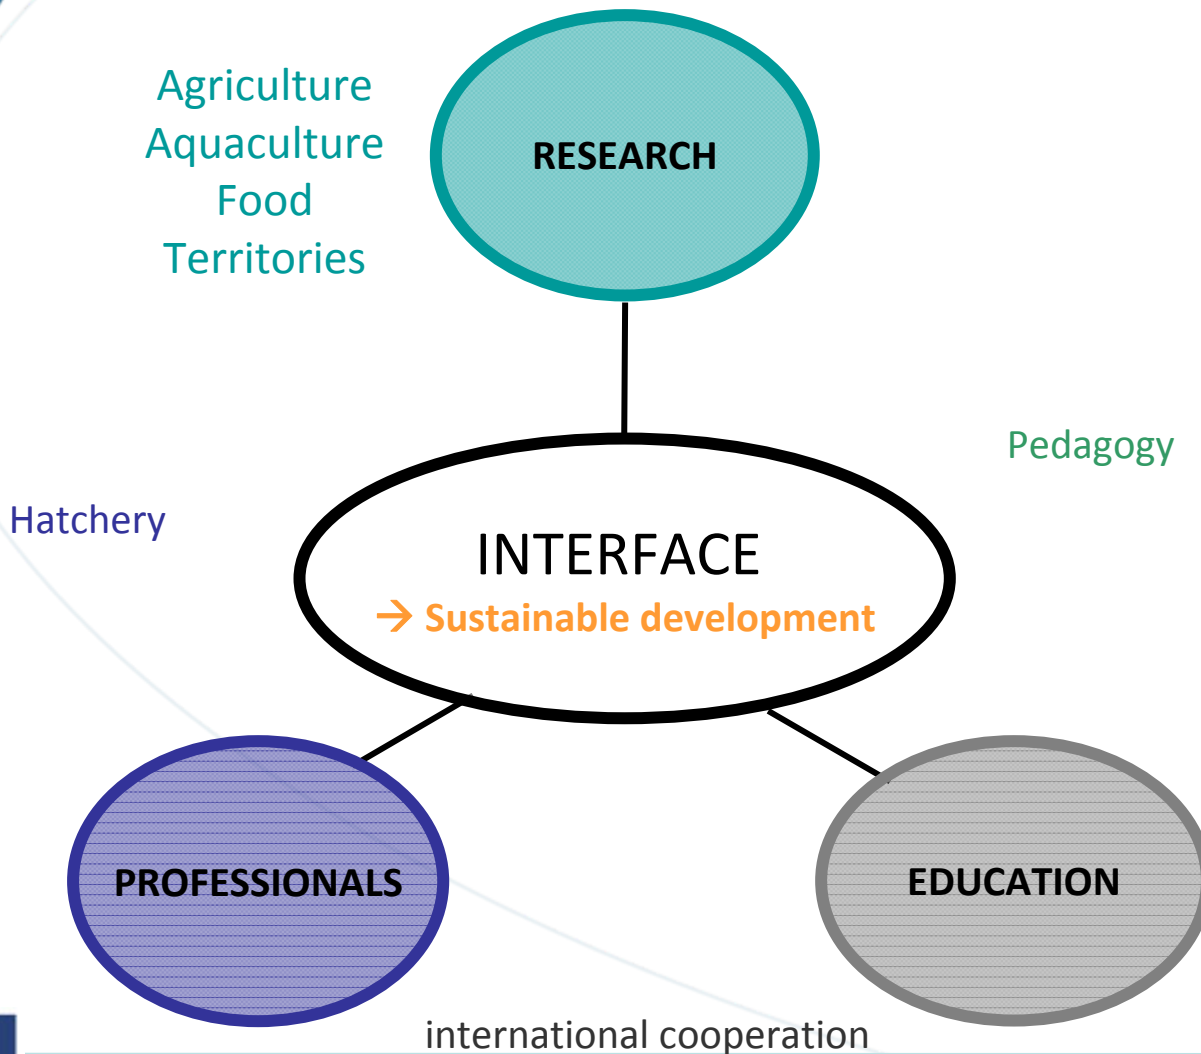 Agriculture
Aquaculture
Food
Territories
RESEARCH
Pedagogy
Hatchery
INTERFACE
→ Sustainable development
PROFESSIONALS
EDUCATION
international cooperation